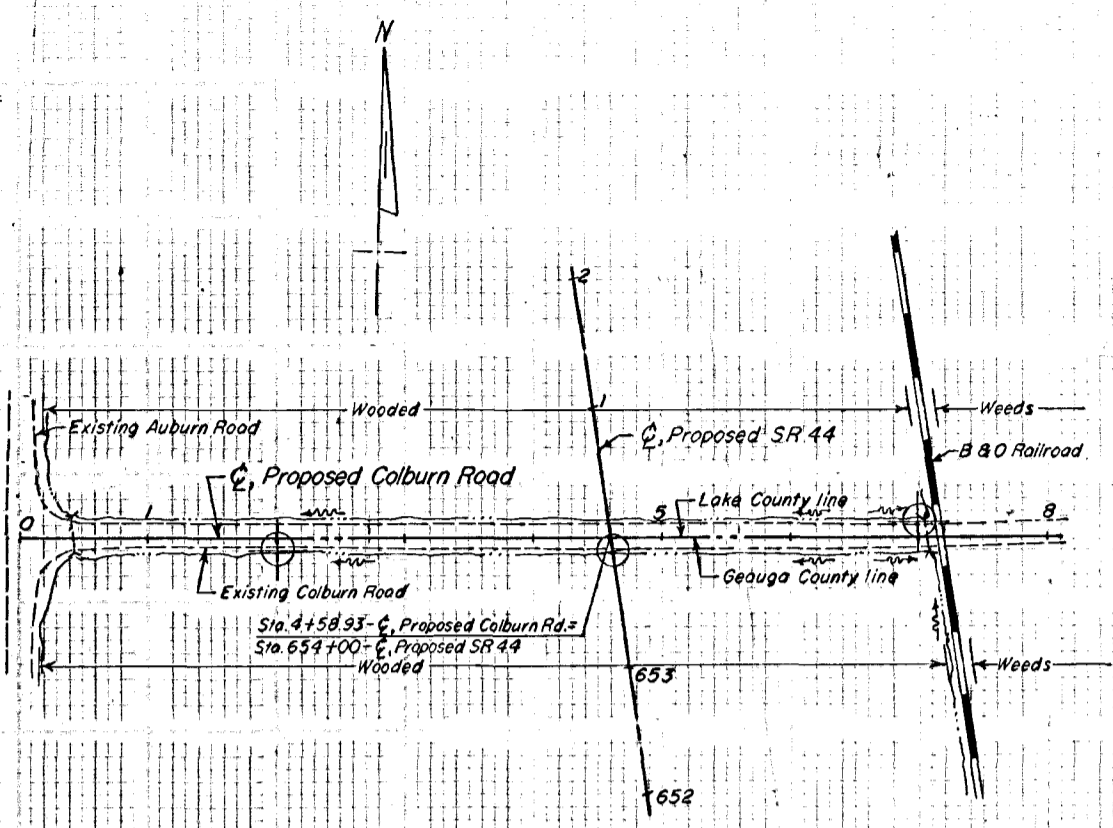 N
2
Wooded
1
Weeds
Existing Auburn Road
℄, Proposed SR 44
B & O Railroad
℄, Proposed Colburn Road
Lake County line
0
1
5
8
Geauga County line
Existing Colburn Road
Sta. 4+58.93 - ℄, Proposed Colburn Rd. =
Sta. 654+00 - ℄, Proposed SR 44
Wooded
653
Weeds
652